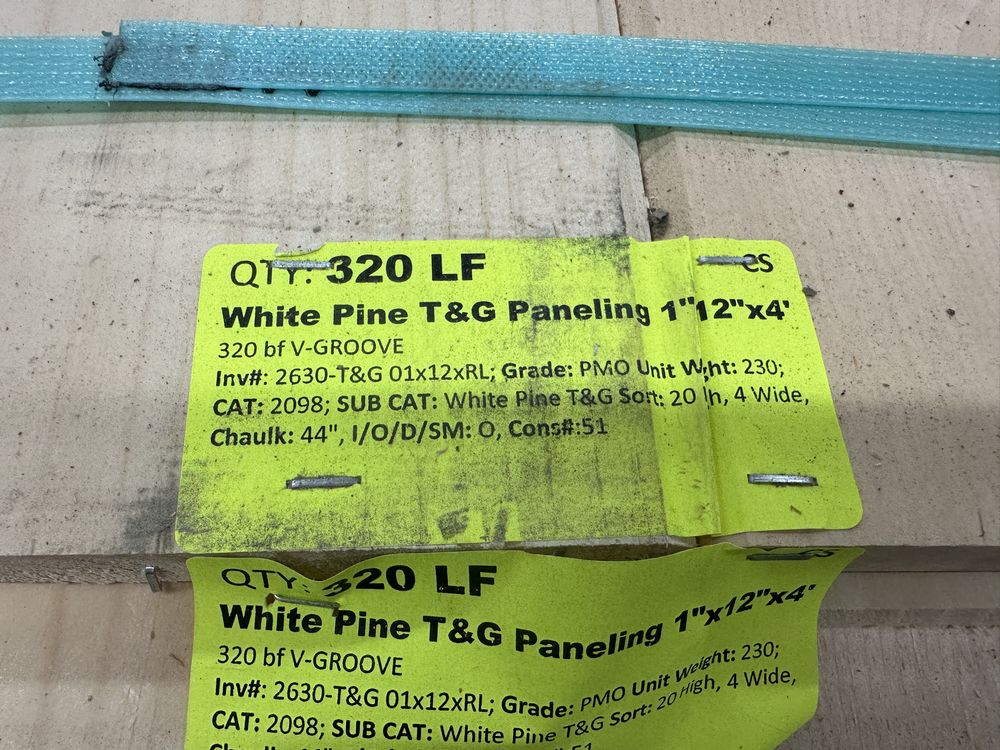 QTY: 320 LF CS
White Pine T&G Paneling 1"12"x4'
320 bf V-GROOVE
Inv#: 2630-T&G 01x12xRL; Grade: PMO Unit W ht: 230;
CAT: 2098; SUB CAT: White Pine T&G Sort: 20 h, 4 Wide,
Chaulk: 44", I/O/D/SM: O, Cons#:51
QTY: 320 LF CS
White Pine T&G Paneling 1"x12"x4'
320 bf V-GROOVE
Inv#: 2630-T&G 01x12xRL; Grade: PMO Unit Weight: 230;
CAT: 2098; SUB CAT: White Pine T&G Sort: 20 High, 4 Wide,